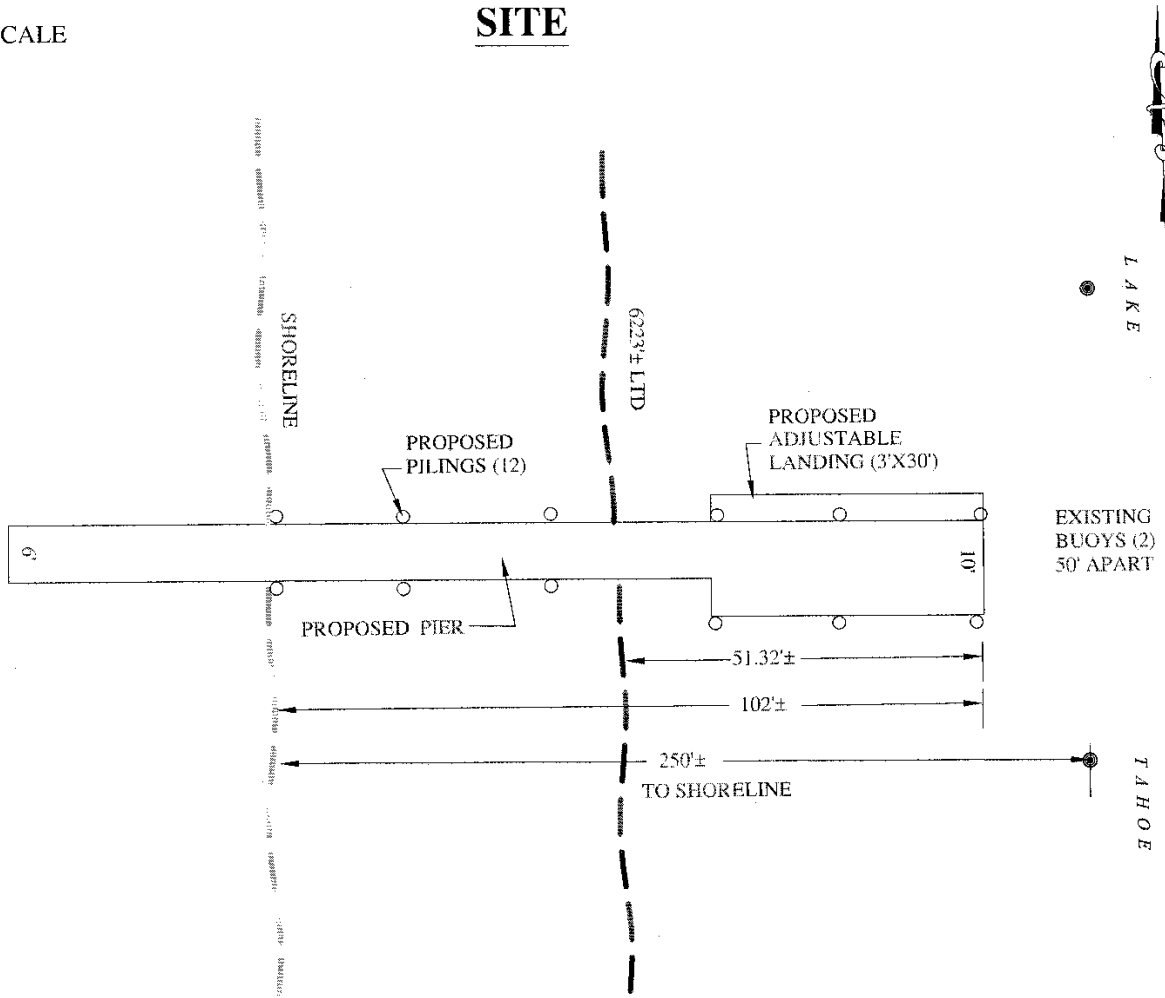 CALE
SITE
LAKE
SHORELINE
6223'± LTD
PROPOSED
PILINGS (12)
PROPOSED
ADJUSTABLE
LANDING (3'X30')
6'
10'
EXISTING
BUOYS (2)
50' APART
PROPOSED PIER
51.32'±
102'±
250'±
TO SHORELINE
TAHOE